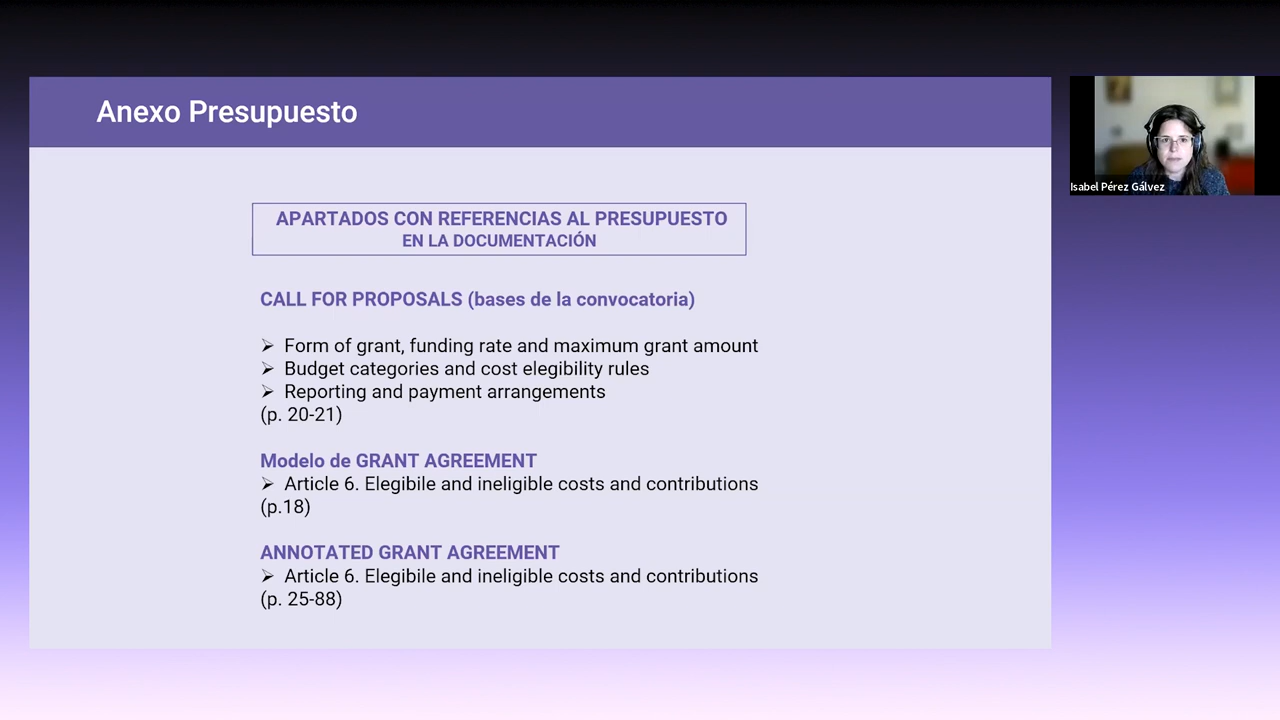 Anexo Presupuesto
Isabel Pérez Gálvez
APARTADOS CON REFERENCIAS AL PRESUPUESTO
EN LA DOCUMENTACIÓN
CALL FOR PROPOSALS (bases de la convocatoria)
➢ Form of grant, funding rate and maximum grant amount
➢ Budget categories and cost elegibility rules
➢ Reporting and payment arrangements
(p. 20-21)
Modelo de GRANT AGREEMENT
➢ Article 6. Elegibile and ineligible costs and contributions
(p.18)
ANNOTATED GRANT AGREEMENT
➢ Article 6. Elegibile and ineligible costs and contributions
(p. 25-88)